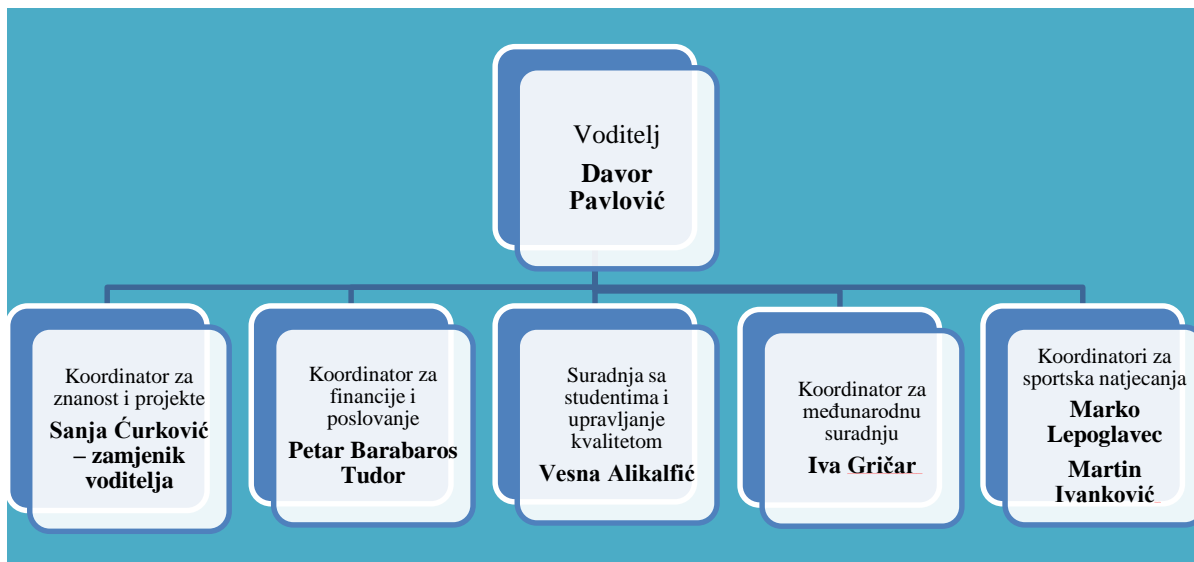 Voditelj
Davor
Pavlović
Koordinator za
znanost i projekte
Sanja Ćurković
– zamjenik
voditelja
Koordinator za
financije i
poslovanje
Petar Barabaros
Tudor
Suradnja sa
studentima i
upravljanje
kvalitetom
Vesna Alikalfić
Koordinator za
međunarodnu
suradnju
Iva Gričar
Koordinatori za
sportska natjecanja
Marko
Lepoglavec
Martin
Ivanković